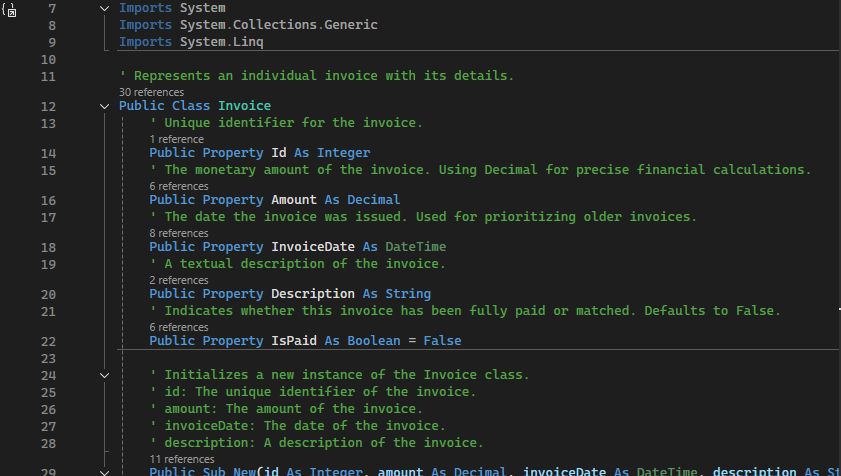 7 Imports System
8 Imports System.Collections.Generic
9 Imports System.Linq
10
11 ' Represents an individual invoice with its details.
30 references
12 Public Class Invoice
13 ' Unique identifier for the invoice.
1 reference
14 Public Property Id As Integer
15 ' The monetary amount of the invoice. Using Decimal for precise financial calculations.
6 references
16 Public Property Amount As Decimal
17 ' The date the invoice was issued. Used for prioritizing older invoices.
8 references
18 Public Property InvoiceDate As DateTime
19 ' A textual description of the invoice.
2 references
20 Public Property Description As String
21 ' Indicates whether this invoice has been fully paid or matched. Defaults to False.
6 references
22 Public Property IsPaid As Boolean = False
23
24 ' Initializes a new instance of the Invoice class.
25 ' id: The unique identifier of the invoice.
26 ' amount: The amount of the invoice.
27 ' invoiceDate: The date of the invoice.
28 ' description: A description of the invoice.
11 references
29 Public Sub New(id As Integer, amount As Decimal, invoiceDate As DateTime, description As St